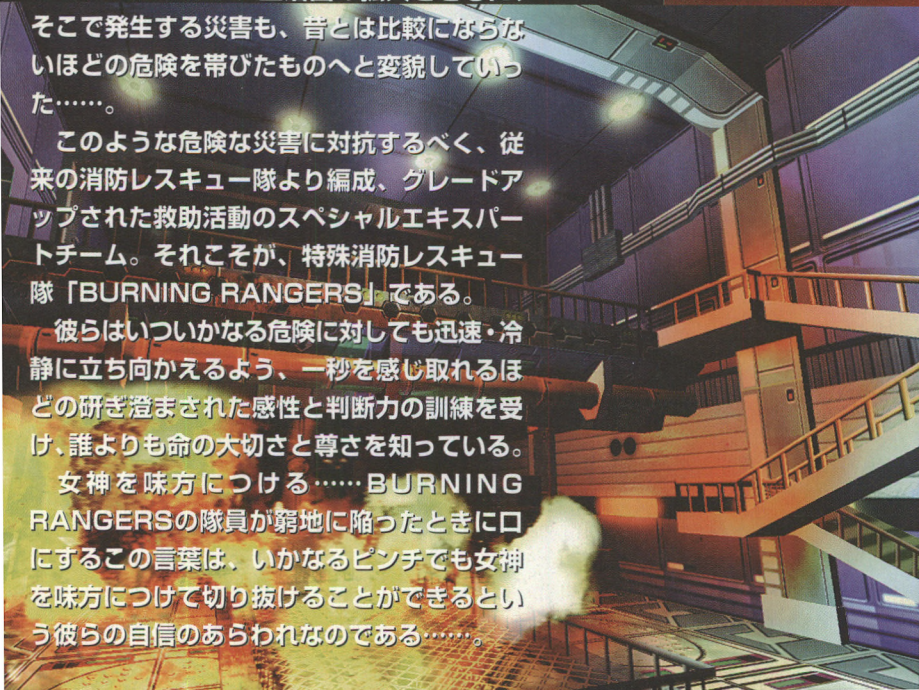 そこで発生する災害も、昔とは比較にならな
いほどの危険を帯びたものへと変貌していっ
た……。
　このような危険な災害に対抗するべく、従
来の消防レスキュー隊より編成、グレードア
ップされた救助活動のスペシャルエキスパー
トチーム。それこそが、特殊消防レスキュー
隊「BURNING RANGERS」である。
　彼らはいついかなる危険に対しても迅速・冷
静に立ち向かえるよう、一秒を感じ取れるほ
どの研ぎ澄まされた感性と判断力の訓練を受
け、誰よりも命の大切さと尊さを知っている。
　女神を味方につける……BURNING
RANGERSの隊員が窮地に陥ったときに口
にするこの言葉は、いかなるピンチでも女神
を味方につけて切り抜けることができるとい
う彼らの自信のあらわれなのである……。